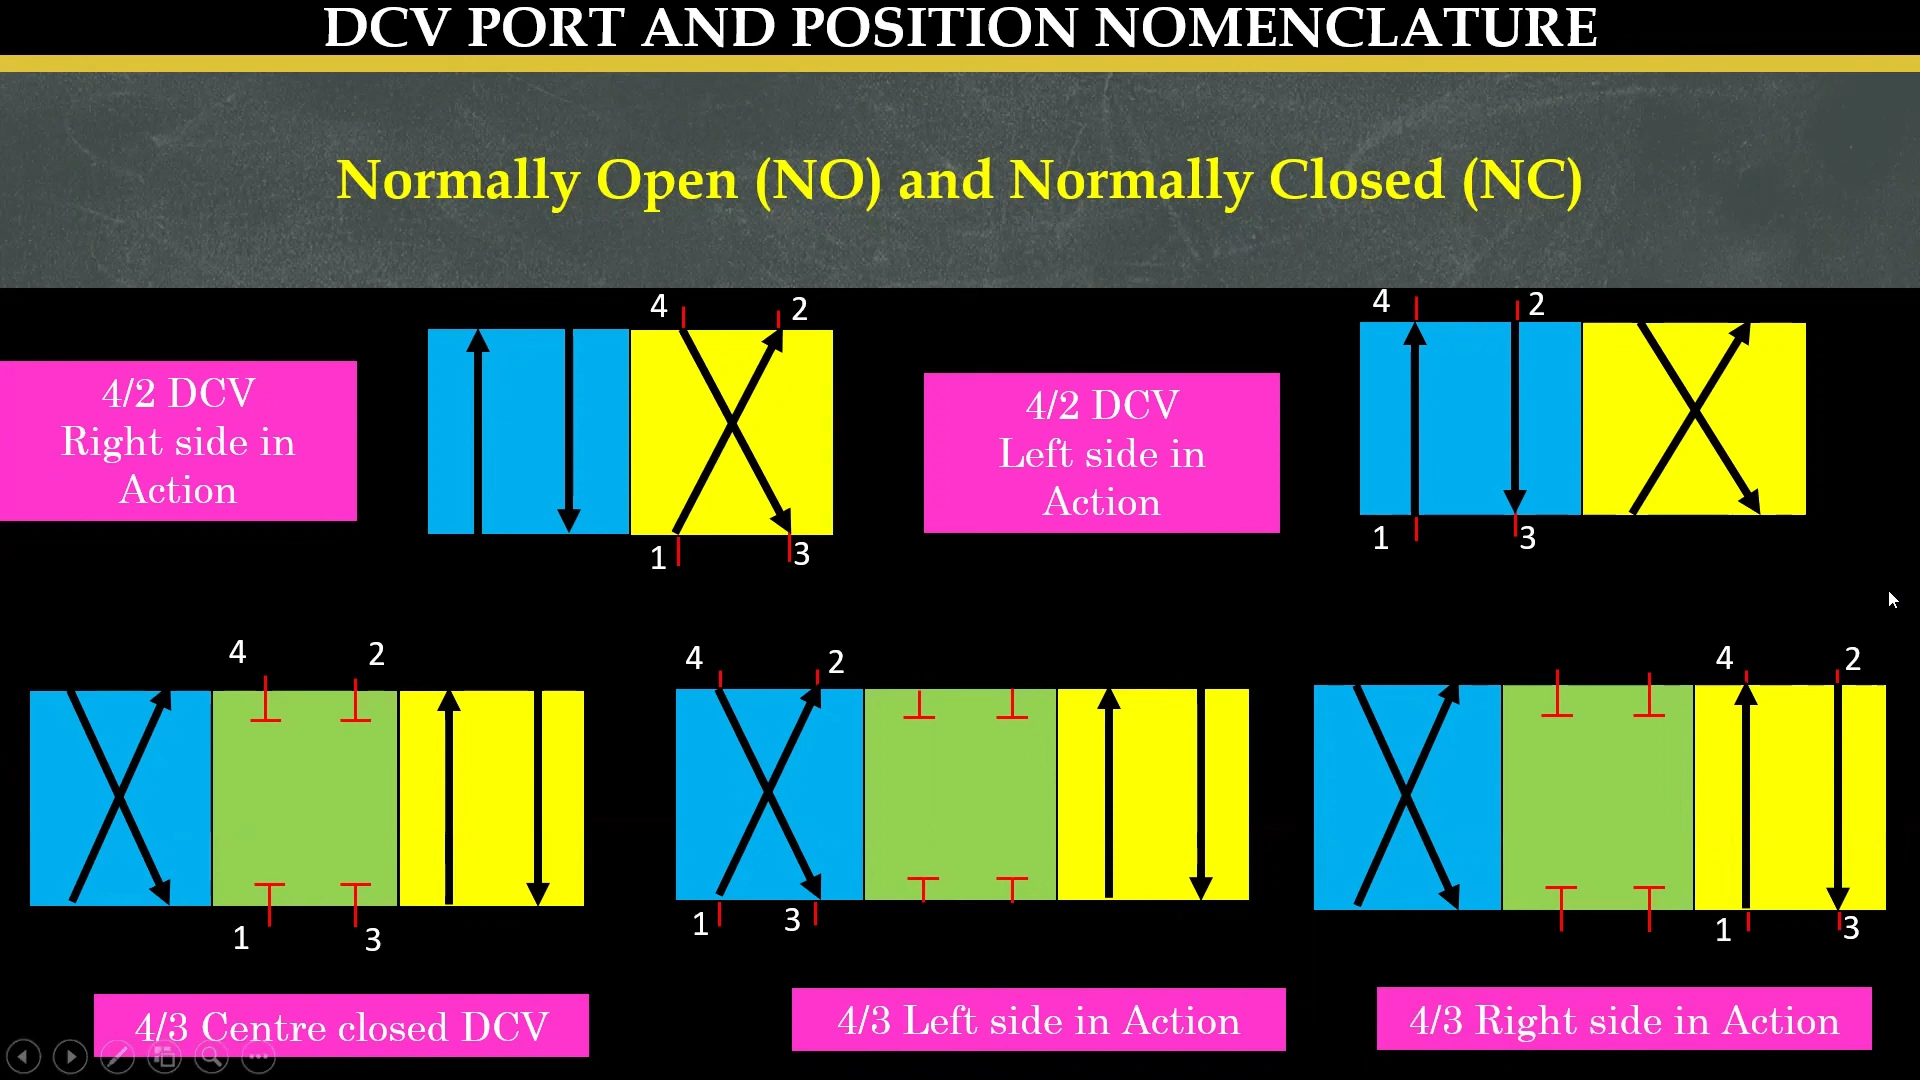 DCV PORT AND POSITION NOMENCLATURE
Normally Open (NO) and Normally Closed (NC)
4 2
4/2 DCV
Right side in
Action
1 3
4 2
4/2 DCV
Left side in
Action
1 3
4 2
1 3
4/3 Centre closed DCV
4 2
1 3
4/3 Left side in Action
4 2
1 3
4/3 Right side in Action